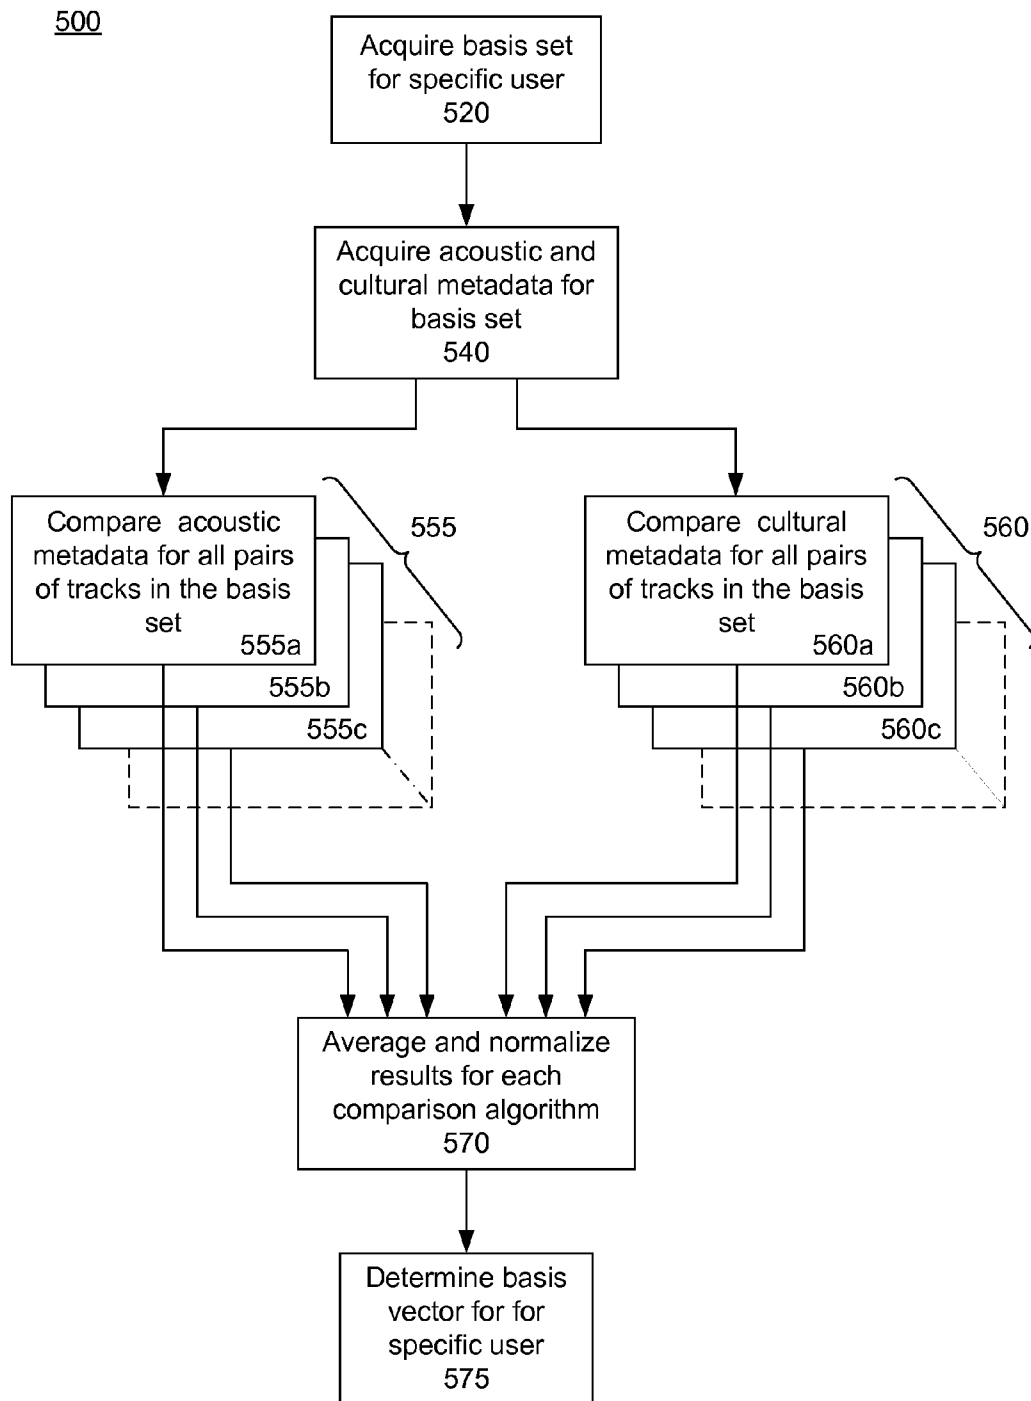 500
Acquire basis set
for specific user
520
Acquire acoustic and
cultural metadata for
basis set
540
Compare acoustic
metadata for all pairs
of tracks in the basis
set
555a
555b
555c
555
Compare cultural
metadata for all pairs
of tracks in the basis
set
560a
560b
560c
560
Average and normalize
results for each
comparison algorithm
570
Determine basis
vector for for
specific user
575